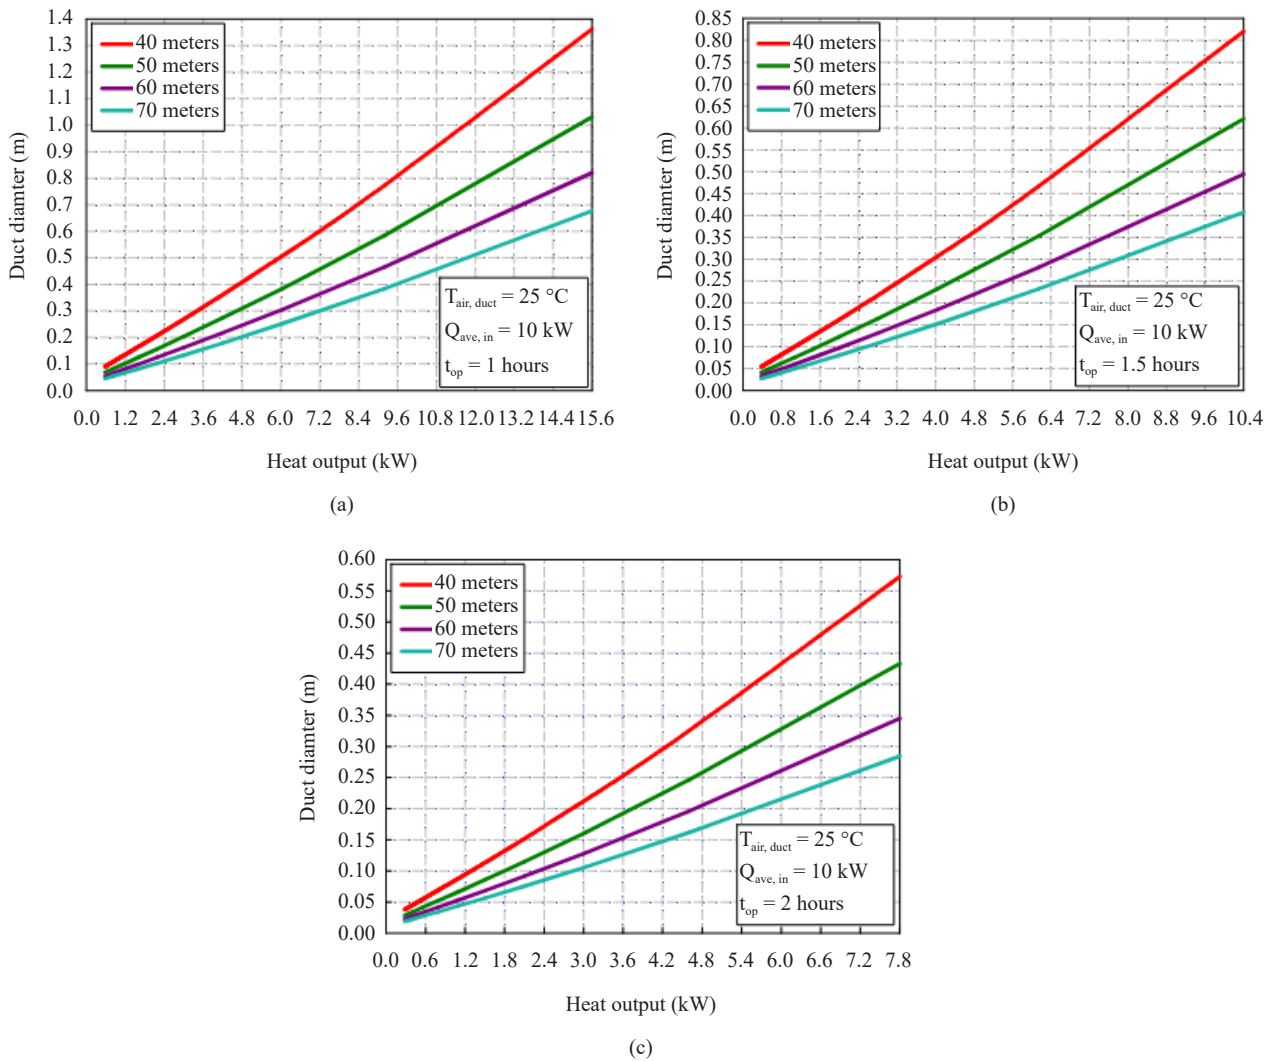 1.4
1.3
1.2
1.1
1.0
0.9
0.8
0.7
0.6
0.5
0.4
0.3
0.2
0.1
0.0
Duct diamter (m)
40 meters
50 meters
60 meters
70 meters
T air, duct = 25 °C
Q ave, in = 10 kW
t op = 1 hours
0.0 1.2 2.4 3.6 4.8 6.0 7.2 8.4 9.6 10.8 12.0 13.2 14.4 15.6
Heat output (kW)
(a)
0.85
0.80
0.75
0.70
0.65
0.60
0.55
0.50
0.45
0.40
0.35
0.30
0.25
0.20
0.15
0.10
0.05
0.00
Duct diamter (m)
40 meters
50 meters
60 meters
70 meters
T air, duct = 25 °C
Q ave, in = 10 kW
t op = 1.5 hours
0.0 0.8 1.6 2.4 3.2 4.0 4.8 5.6 6.4 7.2 8.0 8.8 9.6 10.4
Heat output (kW)
(b)
0.60
0.55
0.50
0.45
0.40
0.35
0.30
0.25
0.20
0.15
0.10
0.05
0.00
Duct diamter (m)
40 meters
50 meters
60 meters
70 meters
T air, duct = 25 °C
Q ave, in = 10 kW
t op = 2 hours
0.0 0.6 1.2 1.8 2.4 3.0 3.6 4.2 4.8 5.4 6.0 6.6 7.2 7.8
Heat output (kW)
(c)